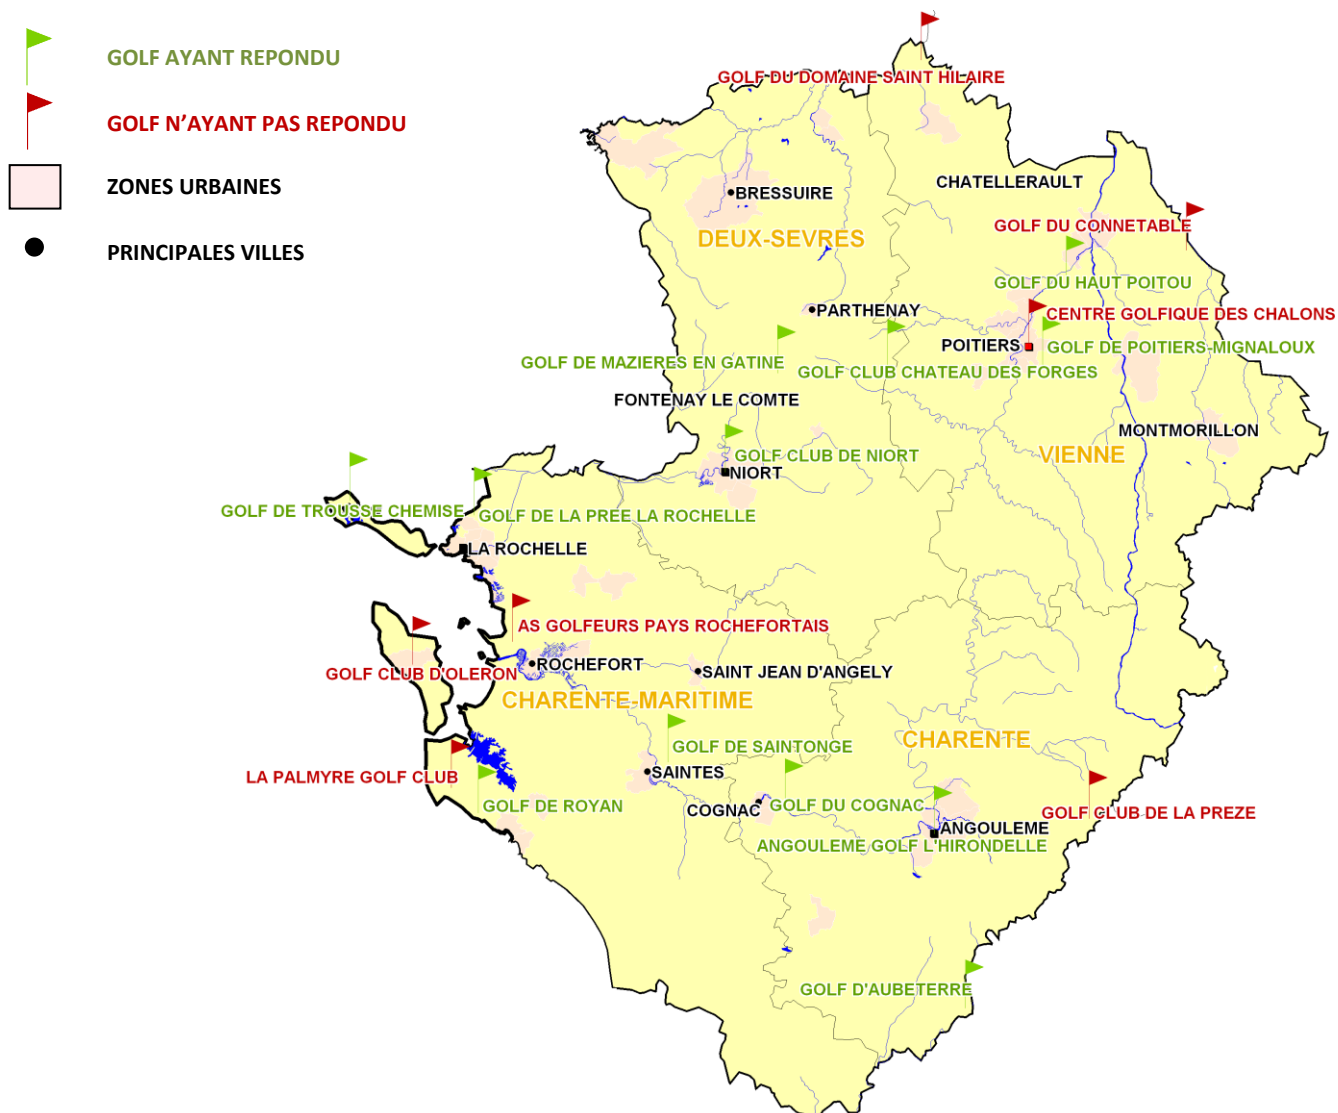 GOLF AYANT REPONDU
GOLF N'AYANT PAS REPONDU
ZONES URBAINES
PRINCIPALES VILLES
GOLF DU DOMAINE SAINT HILAIRE
CHATELLERAULT
BRESSUIRE
GOLF DU CONNETABLE
DEUX-SEVRES
GOLF DU HAUT POITOU
PARTHENAY
CENTRE GOLFIQUE DES CHALONS
POITIERS
GOLF DE POITIERS-MIGNALOUX
GOLF DE MAZIERES EN GATINE
GOLF CLUB CHATEAU DES FORGES
FONTENAY LE COMTE
MONTMORILLON
GOLF CLUB DE NIORT
VIENNE
NIORT
GOLF DE TROUSSE CHEMISE
GOLF DE LA PREE LA ROCHELLE
LA ROCHELLE
AS GOLFEURS PAYS ROCHEFORTAIS
ROCHEFORT
GOLF CLUB D'OLERON
SAINT JEAN D'ANGELY
CHARENTE-MARITIME
CHARENTE
GOLF DE SAINTONGE
LA PALMYRE GOLF CLUB
SAINTES
GOLF DE ROYAN
COGNAC
GOLF DU COGNAC
GOLF CLUB DE LA PREZE
ANGOULEME
ANGOULEME GOLF L'HIRONDELLE
GOLF D'AUBETERRE